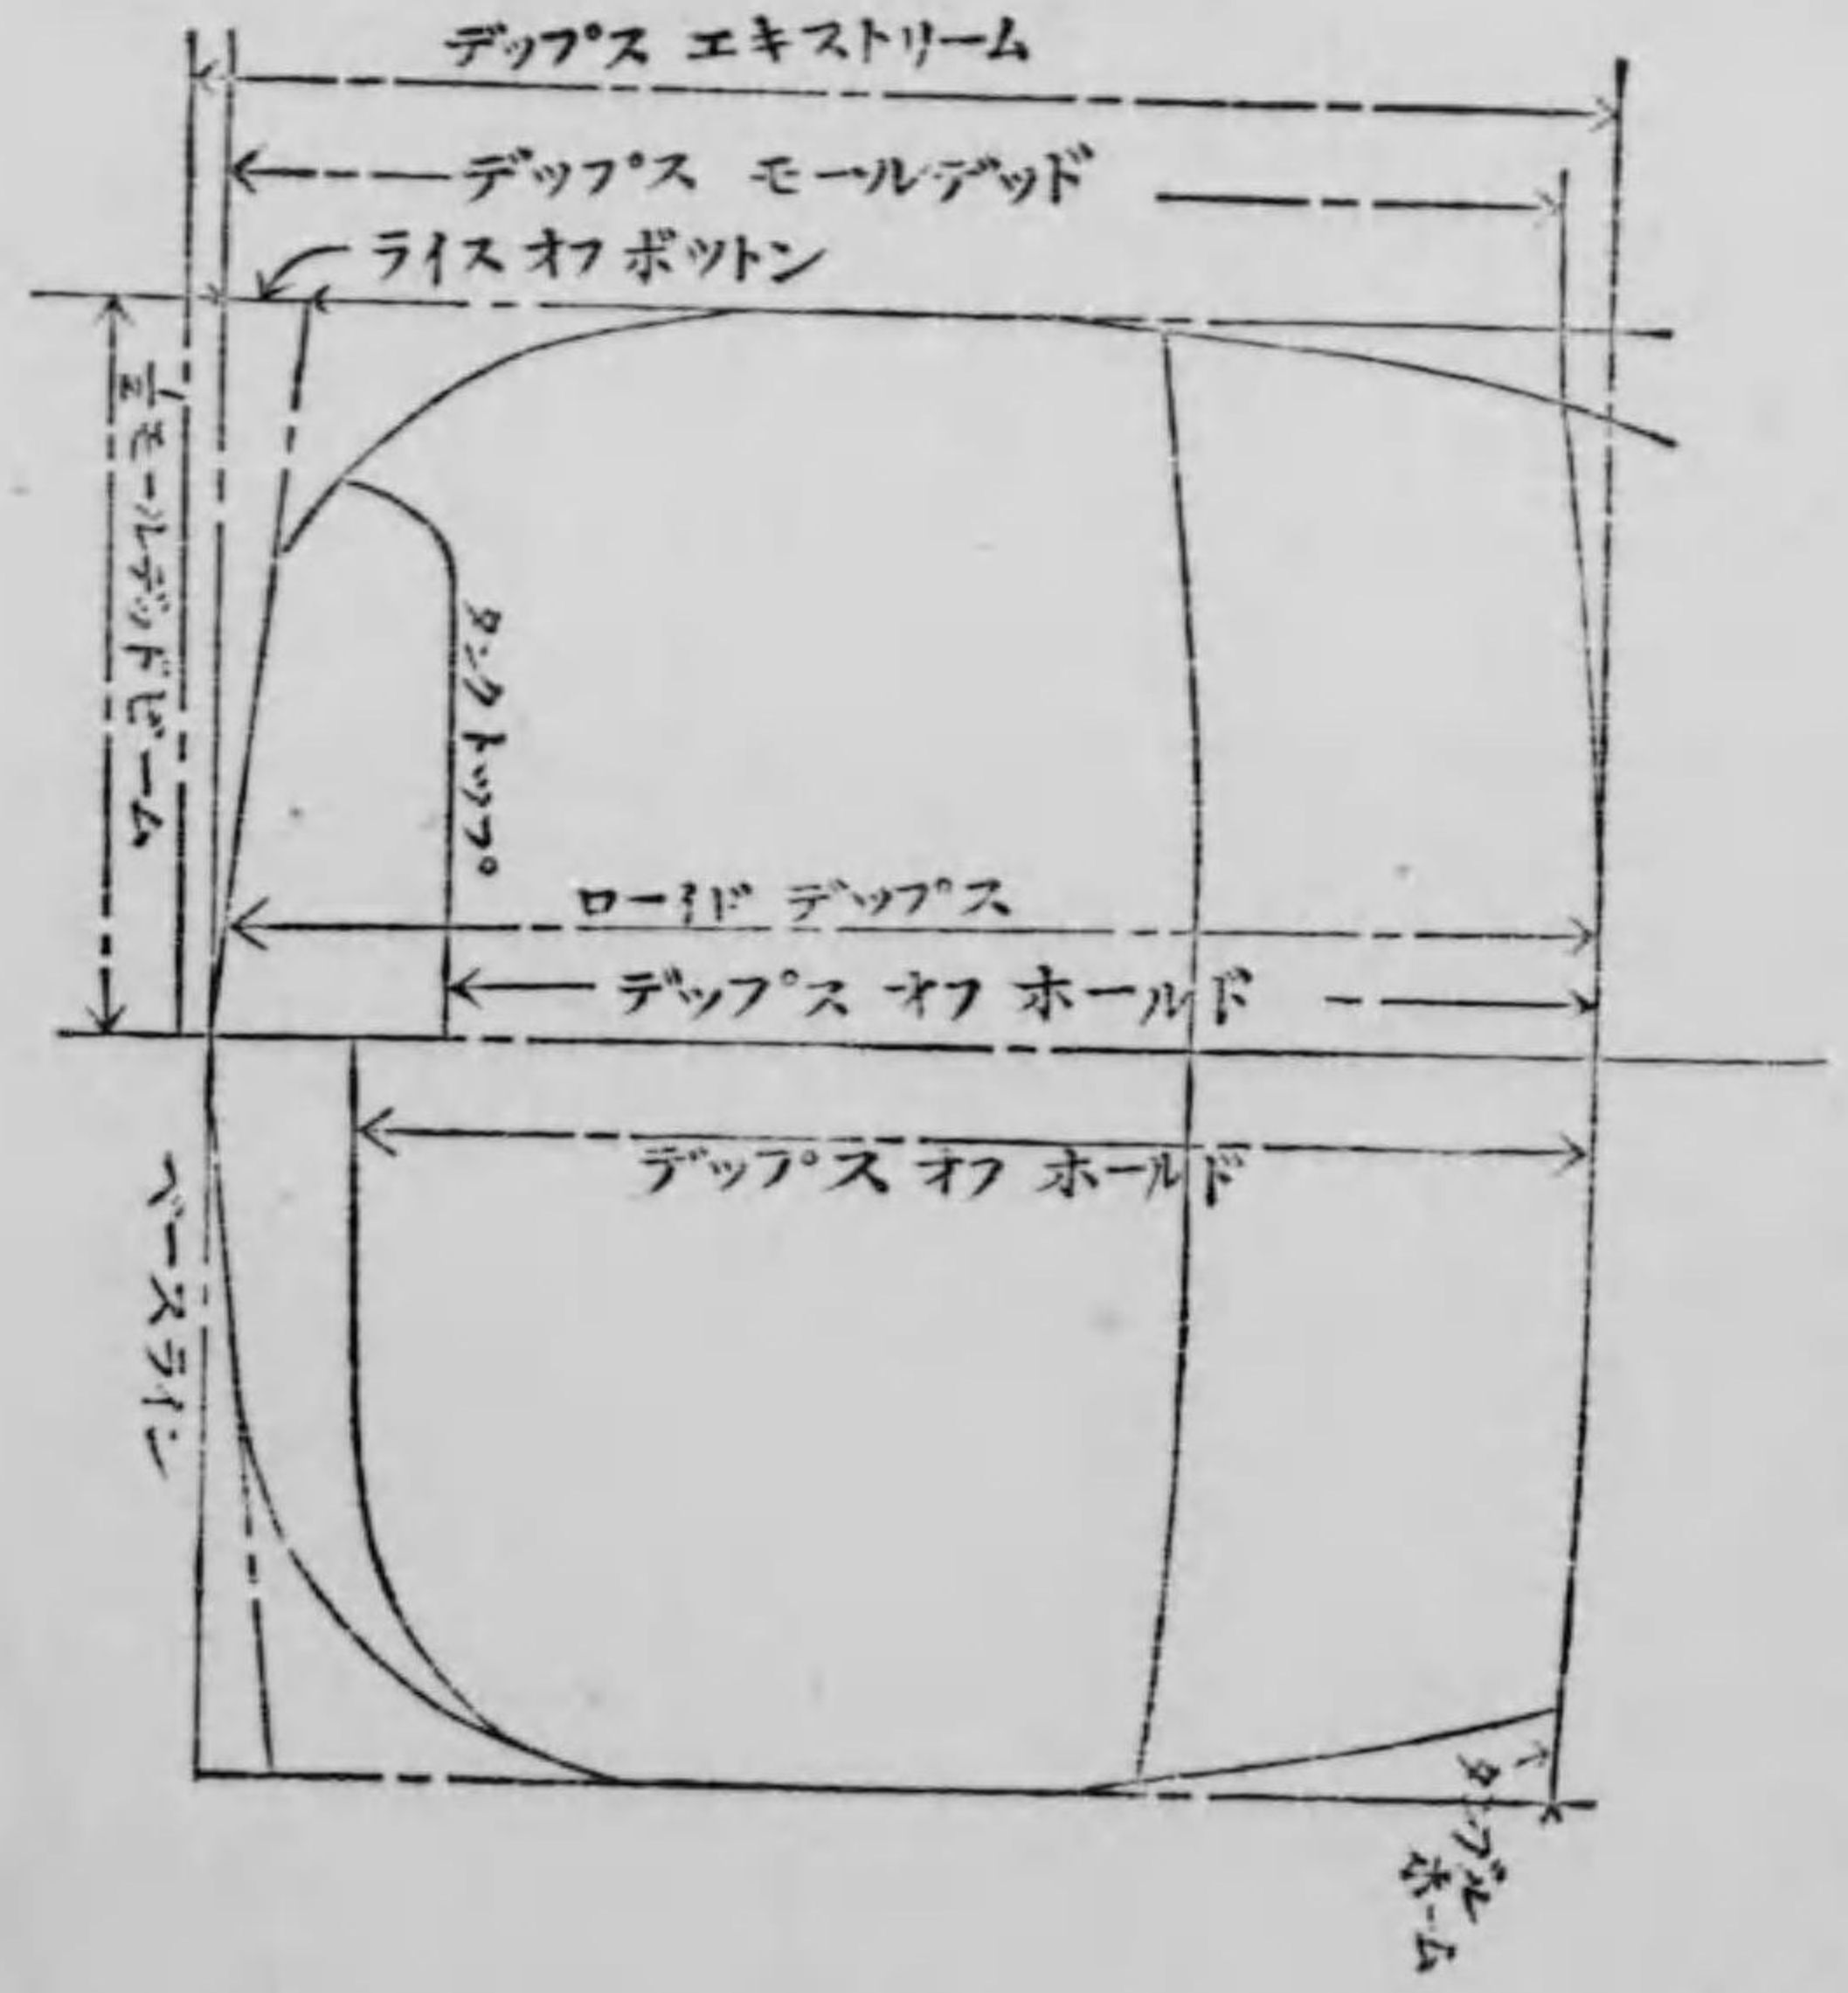 デップス エキストリーム
デップス モールデッド
ライス オフ ボットン
二分ノ一モールデッドビーム
タンクトップ
ロード デップス
デップス オフ ホールド
デップス オフ ホールド
ベースライン
タンブル
ホーム